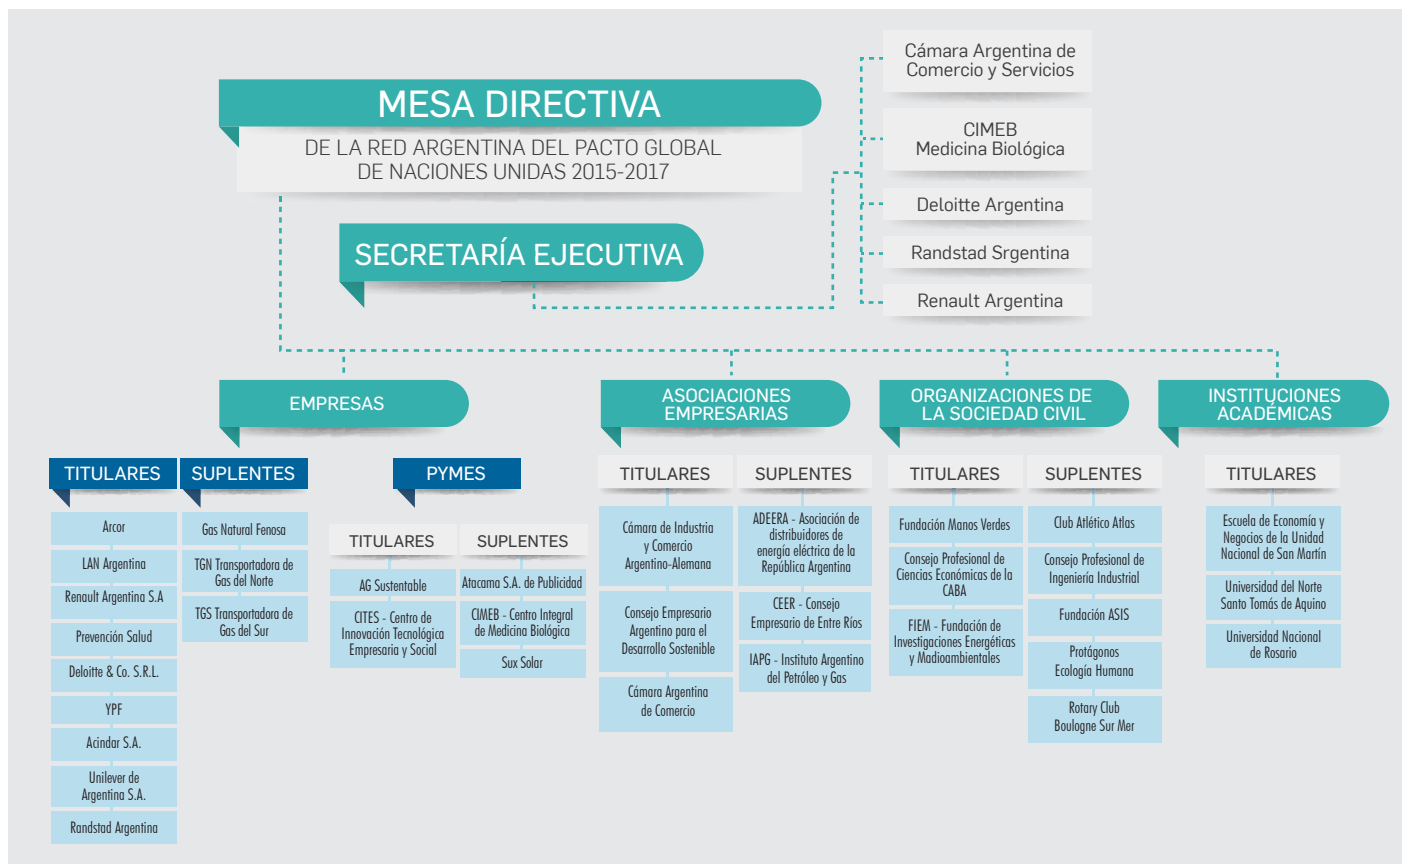 MESA DIRECTIVA
DE LA RED ARGENTINA DEL PACTO GLOBAL
DE NACIONES UNIDAS 2015-2017
SECRETARÍA EJECUTIVA
Cámara Argentina de
Comercio y Servicios
CIMEB
Medicina Biológica
Deloitte Argentina
Randstad Srgentina
Renault Argentina
EMPRESAS
TITULARES
Arcor
LAN Argentina
Renault Argentina S.A
Prevención Salud
Deloitte & Co. S.R.L.
YPF
Acindar S.A.
Unilever de
Argentina S.A.
Randstad Argentina
SUPLENTES
Gas Natural Fenosa
TGN Transportadora de
Gas del Norte
TGS Transportadora de
Gas del Sur
PYMES
TITULARES
AG Sustentable
CITES - Centro de
Innovación Tecnológica
Empresaria y Social
SUPLENTES
Atacama S.A. de Publicidad
CIMEB - Centro Integral
de Medicina Biológica
Sux Solar
ASOCIACIONES
EMPRESARIAS
TITULARES
Cámara de Industria
y Comercio
Argentino-Alemana
Consejo Empresario
Argentino para el
Desarrollo Sostenible
Cámara Argentina
de Comercio
SUPLENTES
ADEERA - Asociación de
distribuidores de
energía eléctrica de la
República Argentina
CEER - Consejo
Empresario de Entre Ríos
IAPG - Instituto Argentino
del Petróleo y Gas
ORGANIZACIONES DE
LA SOCIEDAD CIVIL
TITULARES
Fundación Manos Verdes
Consejo Profesional de
Ciencias Económicas de la
CABA
FIEM - Fundación de
Investigaciones Energéticas
y Madioambientales
SUPLENTES
Club Atlético Atlas
Consejo Profesional de
Ingeniería Industrial
Fundación ASIS
Protágonos
Ecología Humana
Rotary Club
Boulogne Sur Mer
INSTITUCIONES
ACADÉMICAS
TITULARES
Escuela de Economía y
Negocios de la Unidad
Nacional de San Martín
Universidad del Norte
Santo Tomás de Aquino
Universidad Nacional
de Rosario